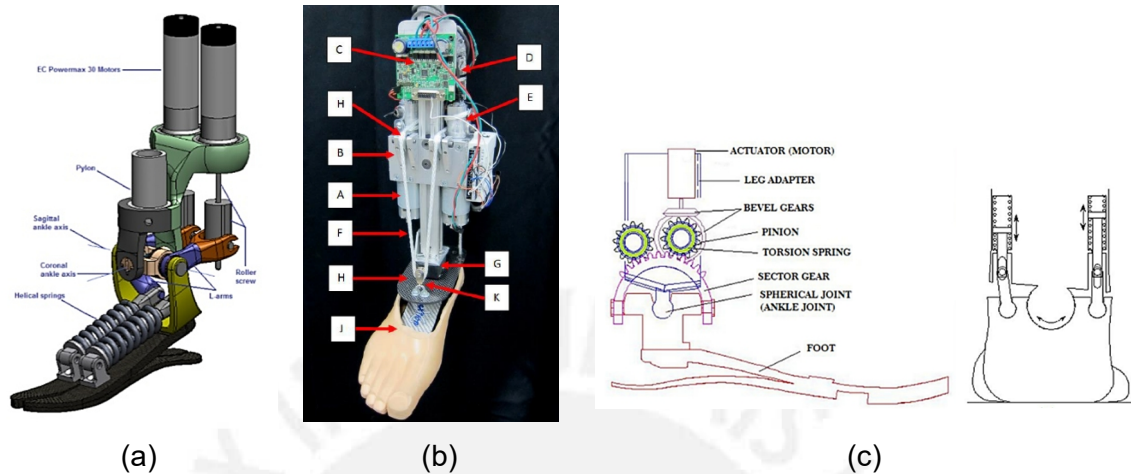 EC Powermax 30 Motors
Pylon
Sagittal
ankle axis
Coronal
ankle axis
Helical springs
Roller
screw
L-arms
C
D
E
H
B
A
F
G
H
K
J
ACTUATOR (MOTOR)
LEG ADAPTER
BEVEL GEARS
PINION
TORSION SPRING
SECTOR GEAR
SPHERICAL JOINT
(ANKLE JOINT)
FOOT
(a)
(b)
(c)